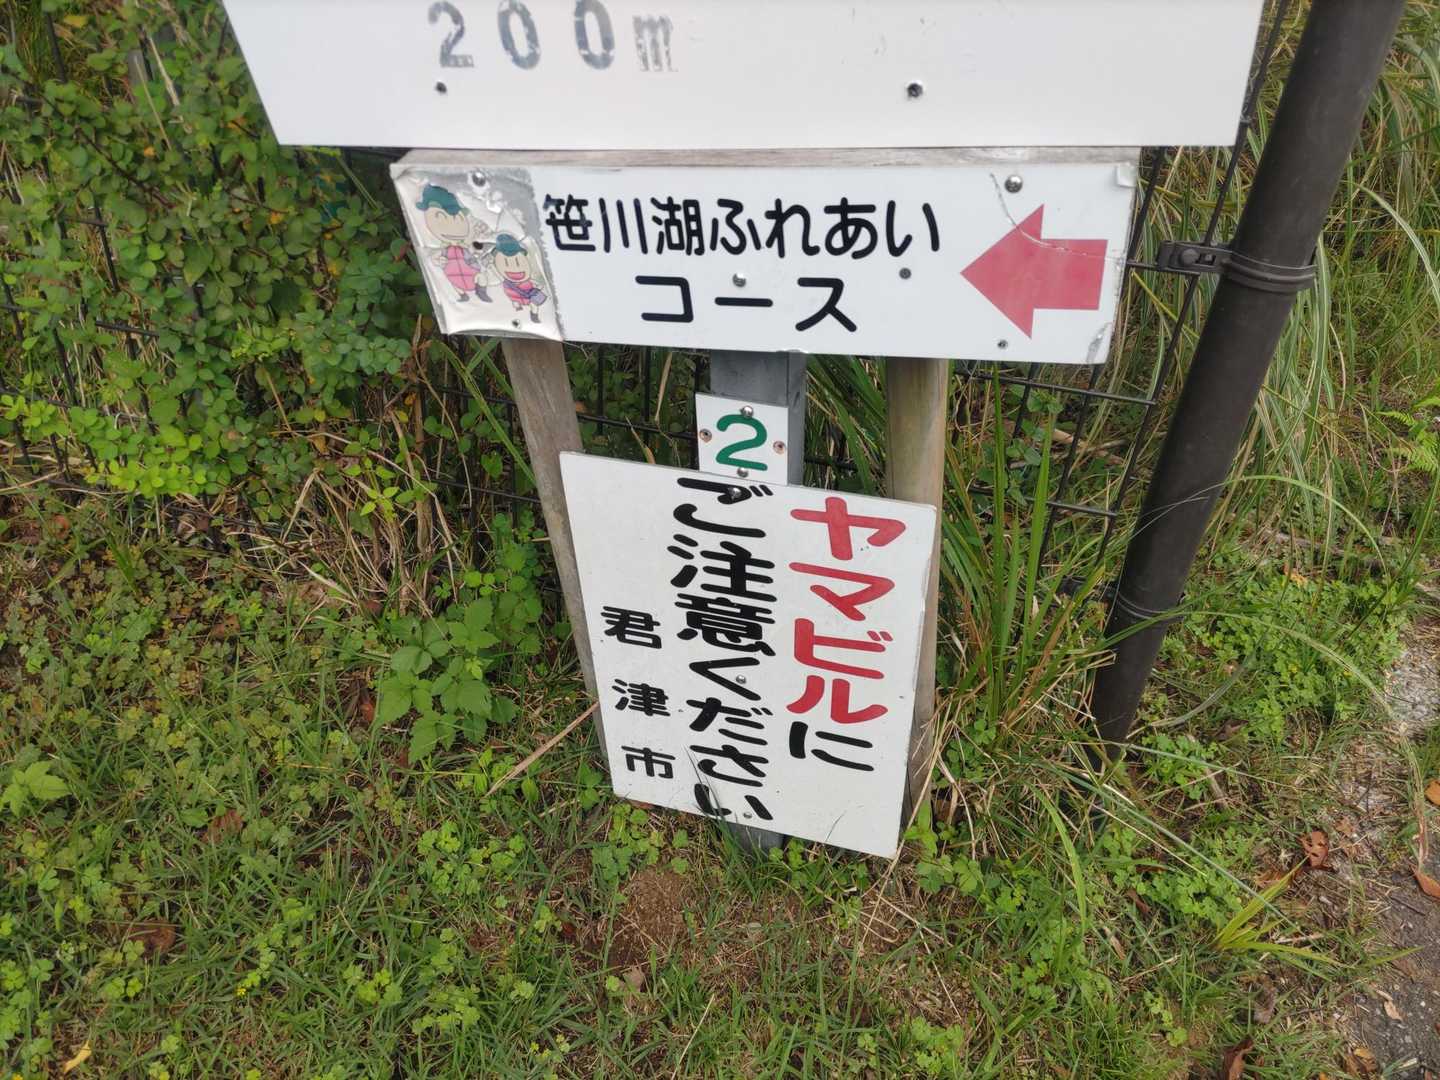 200m
笹川湖ふれあい
コース
2
ヤマビルに
ご注意ください
君津市